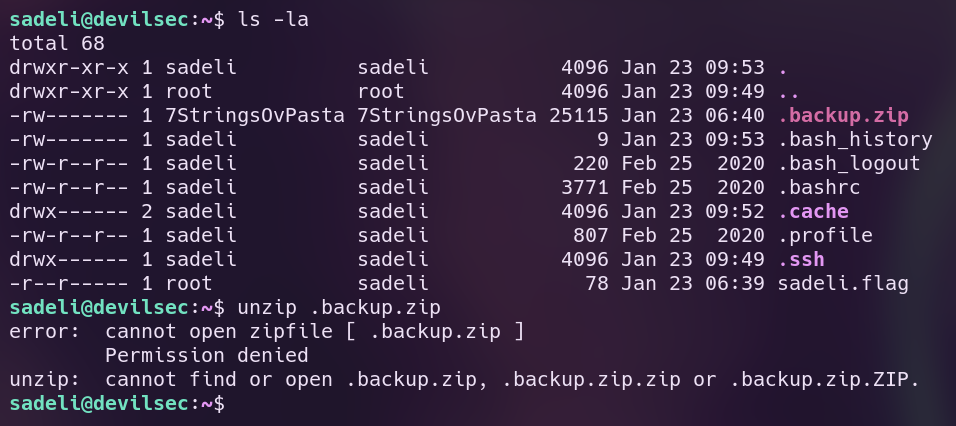 sadeli@devilsec:~$ ls -la
total 68
drwxr-xr-x 1 sadeli          sadeli           4096 Jan 23 09:53 .
drwxr-xr-x 1 root            root             4096 Jan 23 09:49 ..
-rw------- 1 7StringsOvPasta 7StringsOvPasta 25115 Jan 23 06:40 .backup.zip
-rw------- 1 sadeli          sadeli              9 Jan 23 09:53 .bash_history
-rw-r--r-- 1 sadeli          sadeli            220 Feb 25  2020 .bash_logout
-rw-r--r-- 1 sadeli          sadeli           3771 Feb 25  2020 .bashrc
drwx------ 2 sadeli          sadeli           4096 Jan 23 09:52 .cache
-rw-r--r-- 1 sadeli          sadeli            807 Feb 25  2020 .profile
drwx------ 1 sadeli          sadeli           4096 Jan 23 09:49 .ssh
-r--r----- 1 root            sadeli             78 Jan 23 06:39 sadeli.flag
sadeli@devilsec:~$ unzip .backup.zip
error:  cannot open zipfile [ .backup.zip ]
        Permission denied
unzip:  cannot find or open .backup.zip, .backup.zip.zip or .backup.zip.ZIP.
sadeli@devilsec:~$